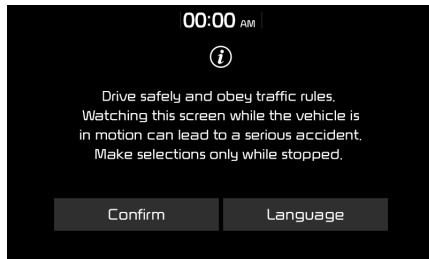 00:00 AM
i
Drive safely and obey traffic rules.
Watching this screen while the vehicle is
in motion can lead to a serious accident.
Make selections only while stopped.
Confirm
Language